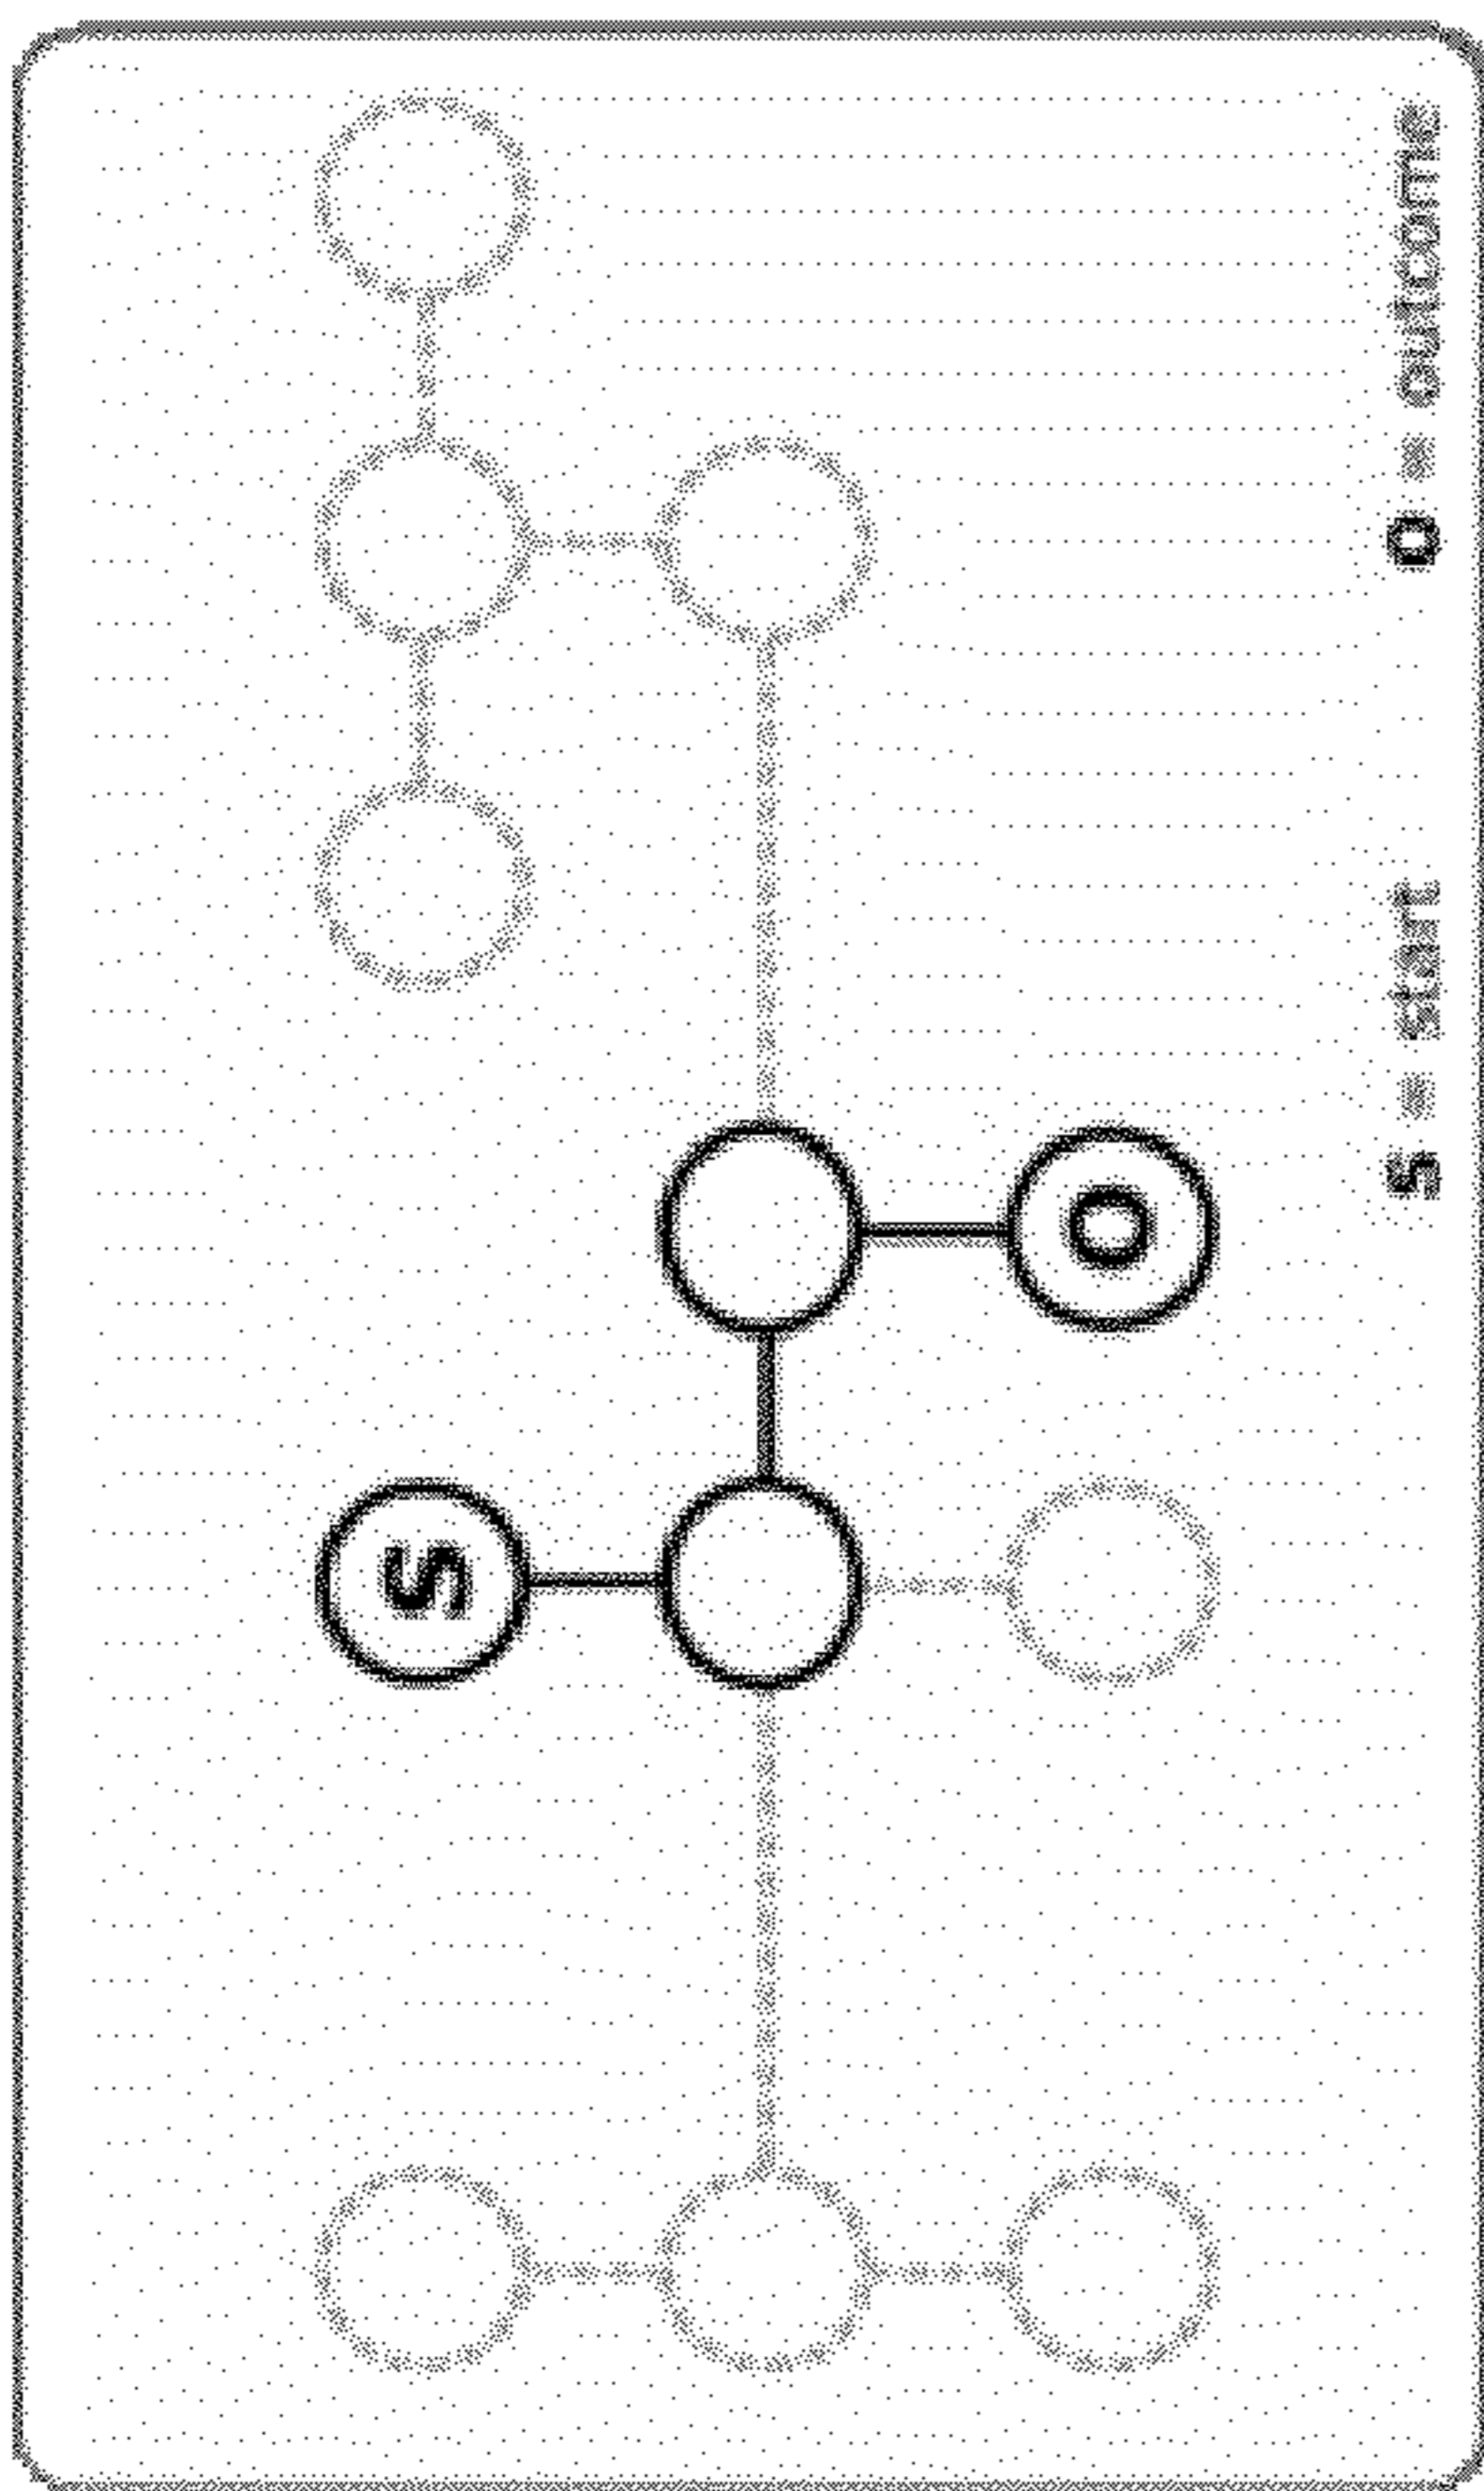 S
O
S = start O = outcome